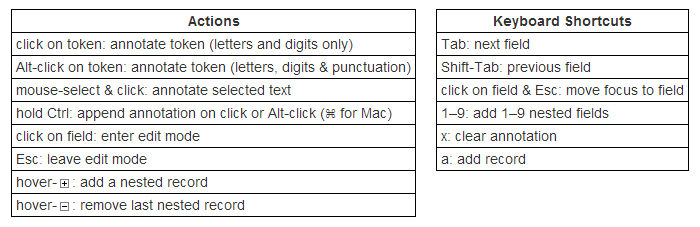 Actions
click on token: annotate token (letters and digits only)
Alt-click on token: annotate token (letters, digits & punctuation)
mouse-select & click: annotate selected text
hold Ctrl: append annotation on click or Alt-click (⌘ for Mac)
click on field: enter edit mode
Esc: leave edit mode
hover-⊞: add a nested record
hover-⊟: remove last nested record
Keyboard Shortcuts
Tab: next field
Shift-Tab: previous field
click on field & Esc: move focus to field
1–9: add 1–9 nested fields
x: clear annotation
a: add record